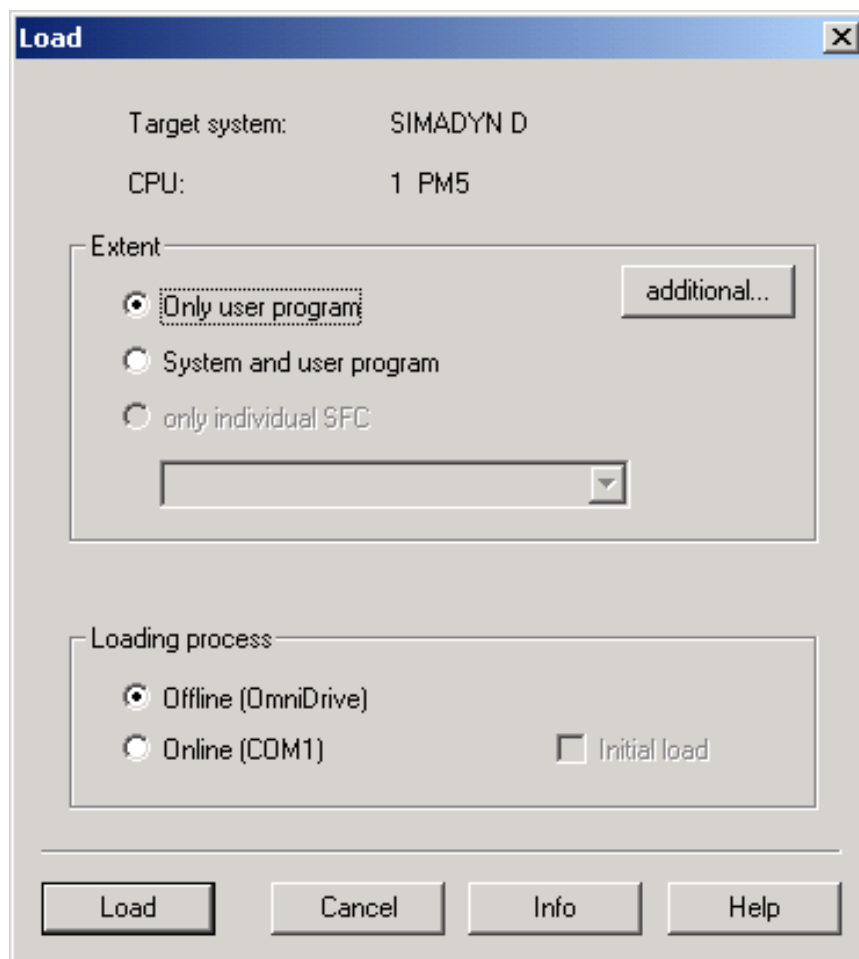 Load
Target system: SIMADYN D
CPU: 1 PM5
Extent
additional...
Only user program
System and user program
only individual SFC
Loading process
Offline (OmniDrive)
Online (COM1) Initial load
Load Cancel Info Help